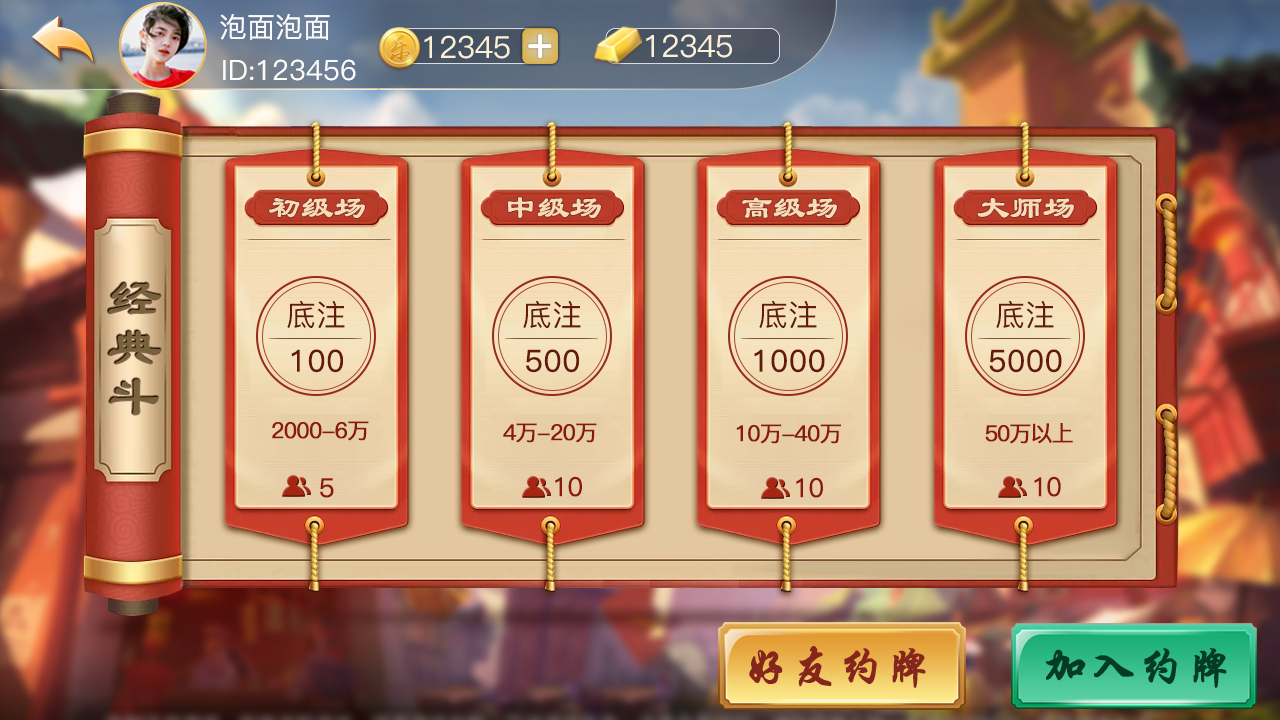 泡面泡面
ID:123456
乐
12345
12345
经典斗
初级场
底注
100
2000-6万
5
中级场
底注
500
4万-20万
10
高级场
底注
1000
10万-40万
10
大师场
底注
5000
50万以上
10
好友约牌
加入约牌